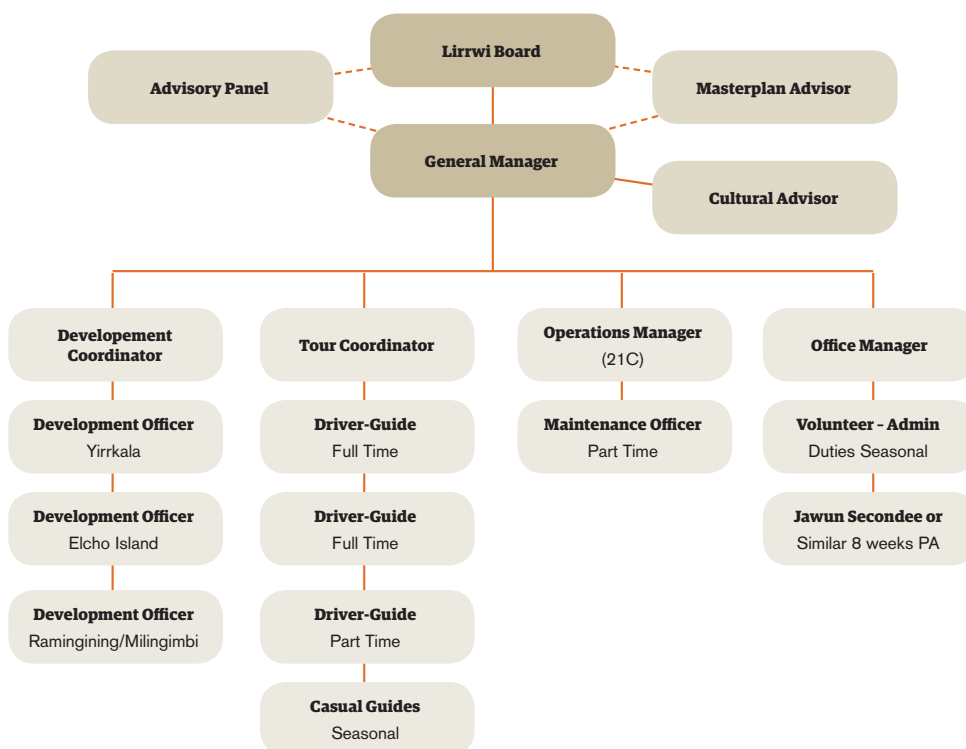 Lirrwi Board
Advisory Panel
Masterplan Advisor
General Manager
Cultural Advisor
Developement
Coordinator
Tour Coordinator
Operations Manager
(21C)
Office Manager
Development Officer
Yirrkala
Driver-Guide
Full Time
Maintenance Officer
Part Time
Volunteer – Admin
Duties Seasonal
Development Officer
Elcho Island
Driver-Guide
Full Time
Jawun Secondee or
Similar 8 weeks PA
Development Officer
Ramingining/Milingimbi
Driver-Guide
Part Time
Casual Guides
Seasonal